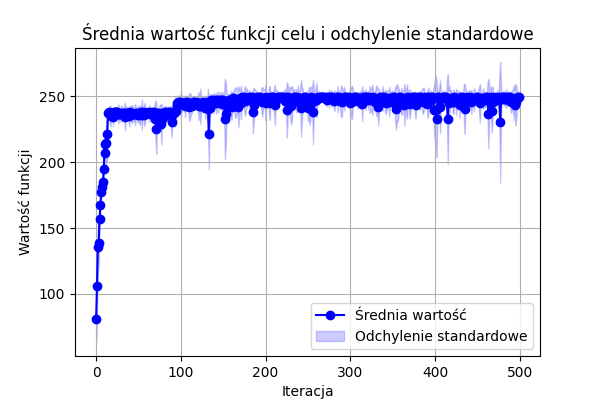 Średnia wartość funkcji celu i odchylenie standardowe
Wartość funkcji
250
200
150
100
0 100 200 300 400 500
Iteracja
Średnia wartość
Odchylenie standardowe